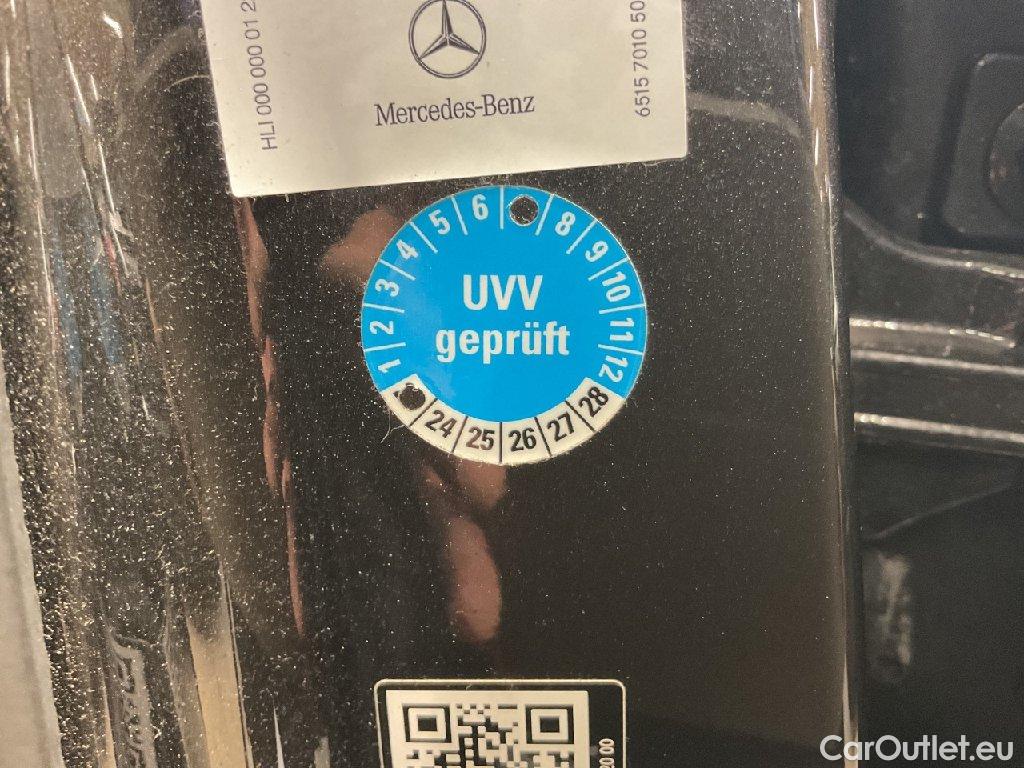 HLI 000 000 01 2
Mercedes-Benz
6515 7010 50
1 2 3 4 5 6 8 9 10 11 12
UVV
geprüft
24 25 26 27 28
CarOutlet.eu